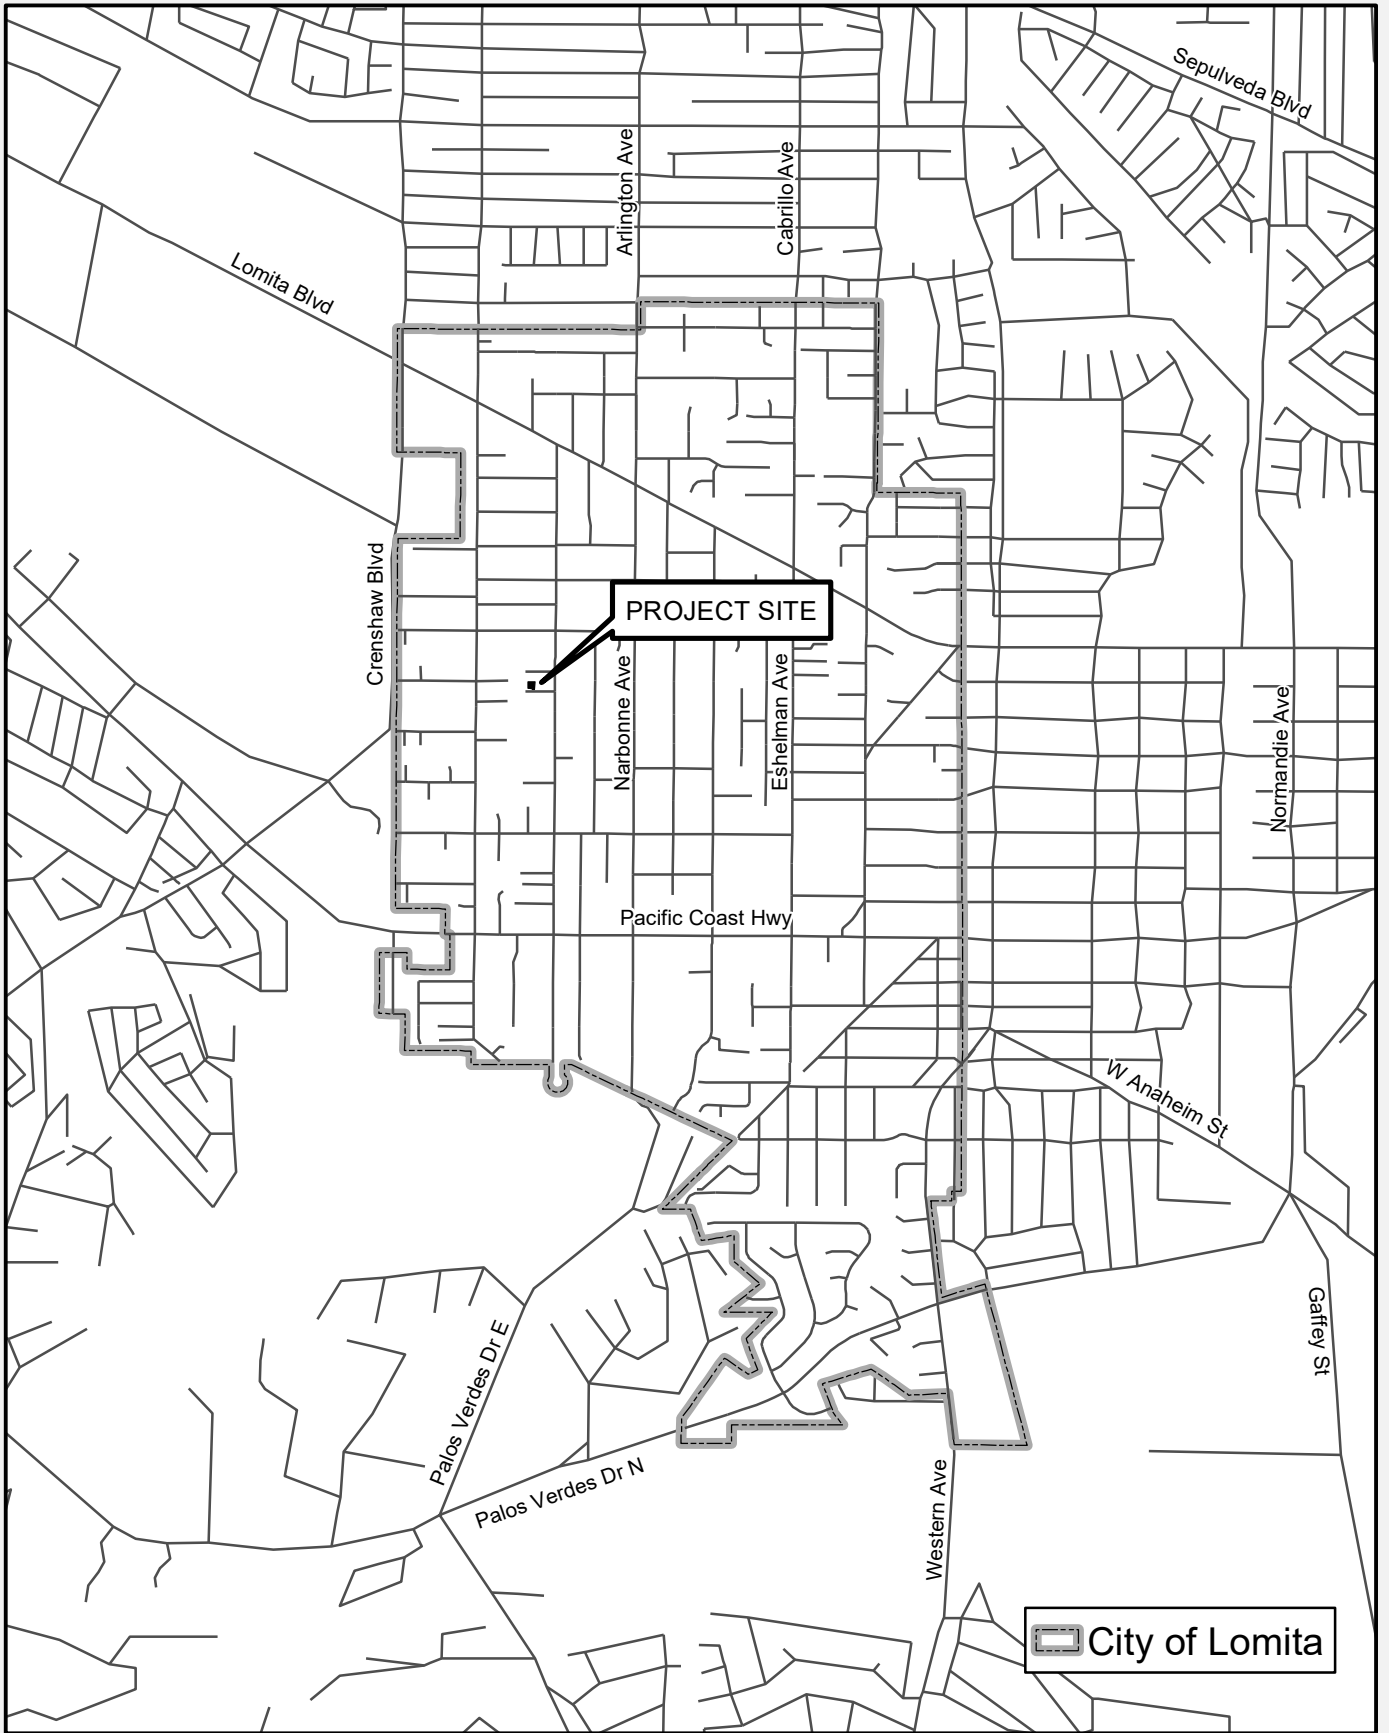 Sepulveda Blvd
Arlington Ave
Cabrillo Ave
Lomita Blvd
Crenshaw Blvd
PROJECT SITE
Narbonne Ave
Eshelman Ave
Normandie Ave
Pacific Coast Hwy
W Anaheim St
Gaffey St
Palos Verdes Dr E
Palos Verdes Dr N
Western Ave
City of Lomita